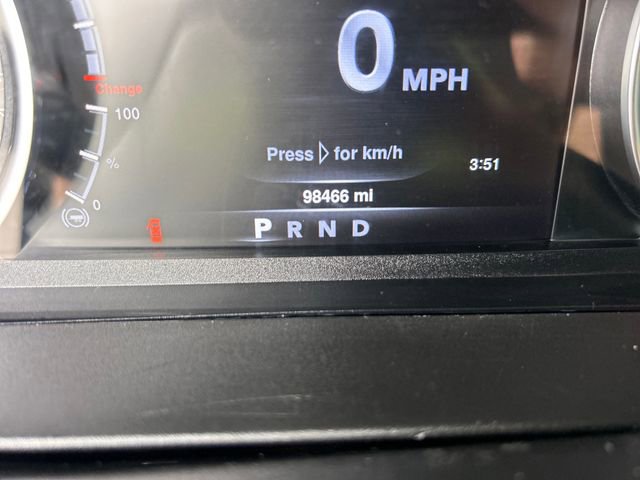 0 MPH
Change
100
Press ▷ for km/h
%
3:51
98466 mi
0
P R N D